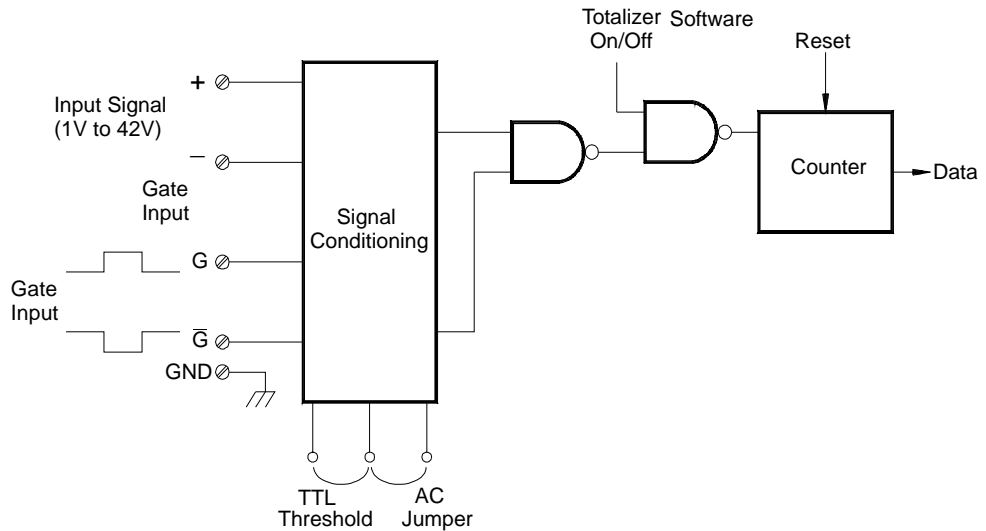 Totalizer Software
On/Off
Reset
+
Input Signal
(1V to 42V)
−
Gate
Input
Signal
Conditioning
Counter
Data
G
Gate
Input
G̅
GND
TTL
Threshold
AC
Jumper